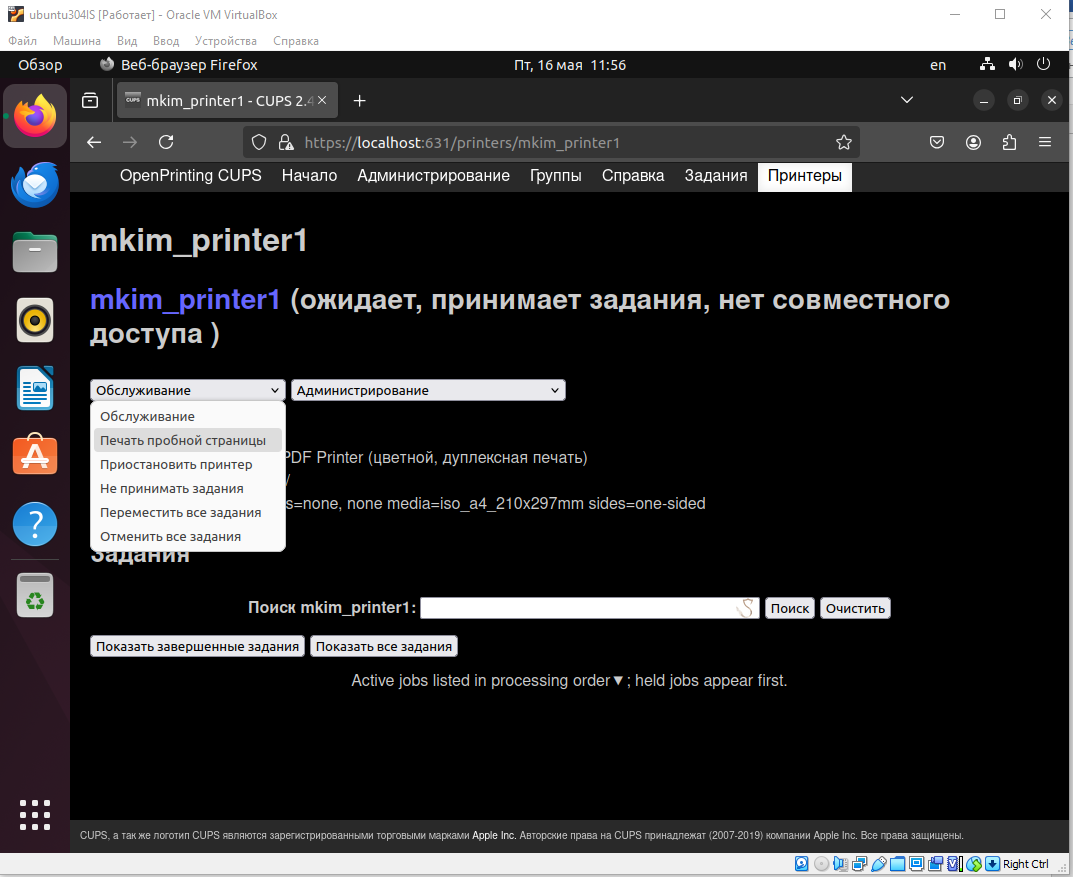 ubuntu304IS [Работает] - Oracle VM VirtualBox
Файл Машина Вид Ввод Устройства Справка
Обзор Веб-браузер Firefox Пт, 16 мая 11:56 en
CUPS mkim_printer1 - CUPS 2.4
https://localhost:631/printers/mkim_printer1
OpenPrinting CUPS Начало Администрирование Группы Справка Задания Принтеры
mkim_printer1
mkim_printer1 (ожидает, принимает задания, нет совместного
доступа )
Обслуживание Администрирование
Обслуживание
Печать пробной страницы
PDF Printer (цветной, дуплексная печать)
Приостановить принтер
/
Не принимать задания
s=none, none media=iso_a4_210x297mm sides=one-sided
Переместить все задания
Отменить все задания
Задания
Поиск mkim_printer1: Поиск Очистить
Показать завершенные задания Показать все задания
Active jobs listed in processing order▼; held jobs appear first.
CUPS, а так же логотип CUPS являются зарегистрированными торговыми марками Apple Inc. Авторские права на CUPS принадлежат (2007-2019) компании Apple Inc. Все права защищены.
Right Ctrl